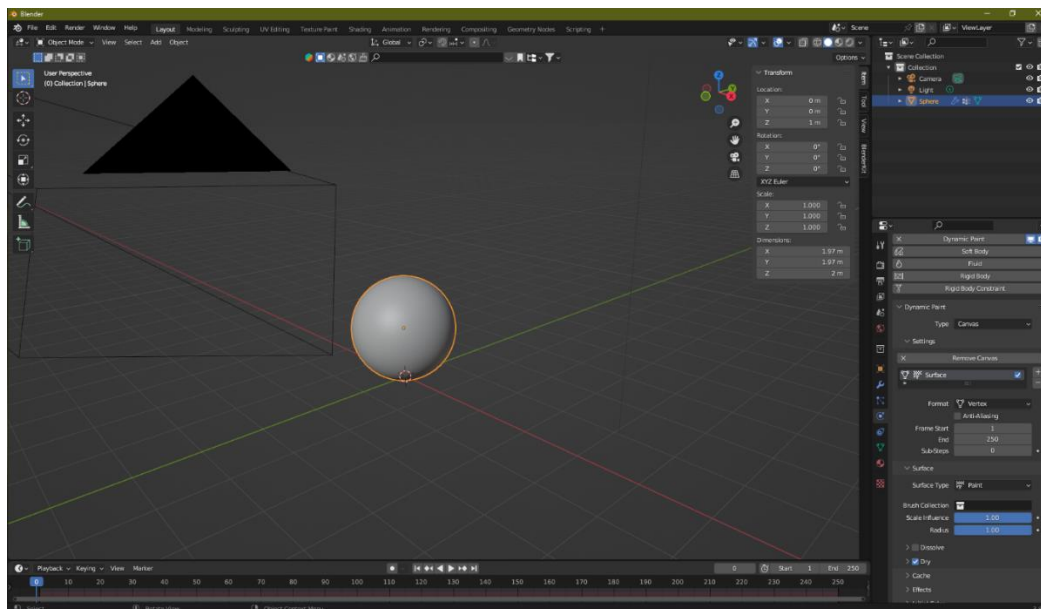 Blender
File Edit Render Window Help Layout Modeling Sculpting UV Editing Texture Paint Shading Animation Rendering Compositing Geometry Nodes Scripting + Scene ViewLayer
Object Mode View Select Add Object Global
Options
User Perspective
(0) Collection | Sphere
Transform
Location:
X 0 m
Y 0 m
Z 1 m
Rotation:
X 0°
Y 0°
Z 0°
XYZ Euler
Scale:
X 1.000
Y 1.000
Z 1.000
Dimensions:
X 1.97 m
Y 1.97 m
Z 2 m
Item
Tool
View
BlenderKit
Scene Collection
Collection
Camera
Light
Sphere
Dynamic Paint
Soft Body
Fluid
Rigid Body
Rigid Body Constraint
Dynamic Paint
Type Canvas
Settings
Remove Canvas
Surface
Format Vertex
Anti-Aliasing
Frame Start 1
End 250
Sub-Steps 0
Surface
Surface Type Paint
Brush Collection
Scale Influence 1.00
Radius 1.00
Dissolve
Dry
Cache
Effects
Playback Keying View Marker 0 Start 1 End 250
0 10 20 30 40 50 60 70 80 90 100 110 120 130 140 150 160 170 180 190 200 210 220 230 240 250
Select Rotate View Object Context Menu